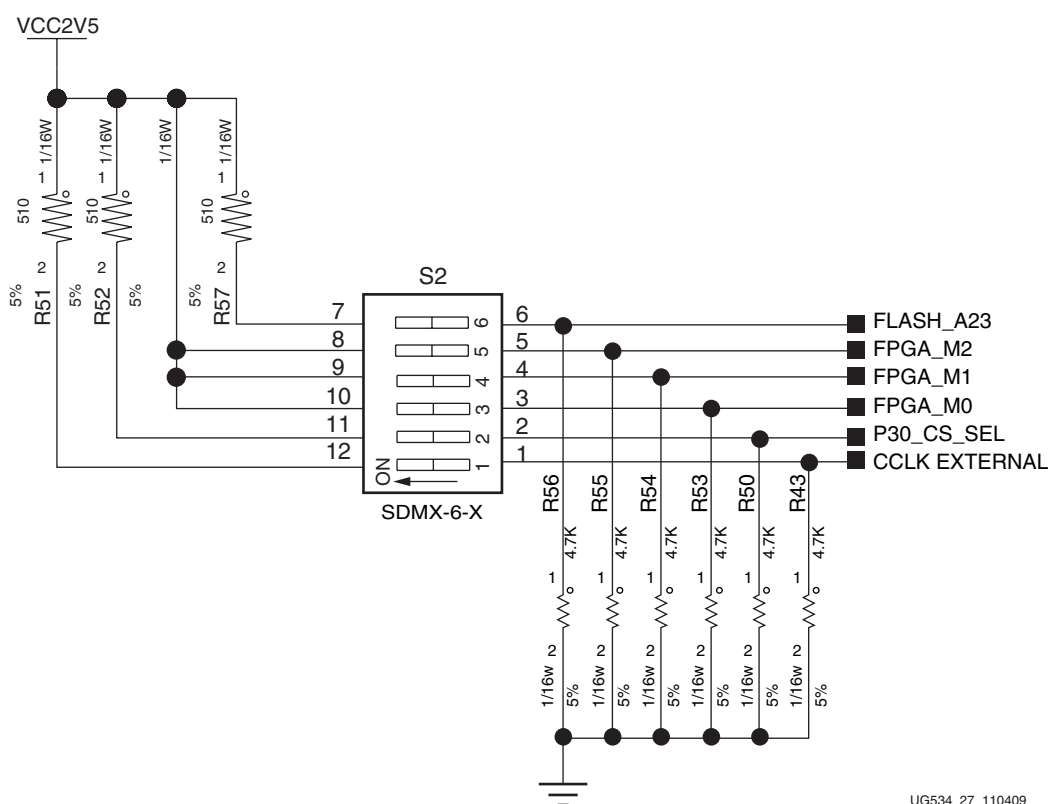 VCC2V5
1/16W
1/16W
1/16W
1/16W
1
1
1
510
510
510
2
2
2
5%
R51
5%
R52
5%
5%
R57
S2
7
8
9
10
11
12
6
5
4
3
2
1
ON
6
5
4
3
2
1
SDMX-6-X
FLASH_A23
FPGA_M2
FPGA_M1
FPGA_M0
P30_CS_SEL
CCLK EXTERNAL
R56
R55
R54
R53
R50
R43
4.7K
4.7K
4.7K
4.7K
4.7K
4.7K
1
1
1
1
1
1
2
2
2
2
2
2
1/16w
5%
1/16w
5%
1/16w
5%
1/16w
5%
1/16w
5%
1/16w
5%
UG534_27_110409